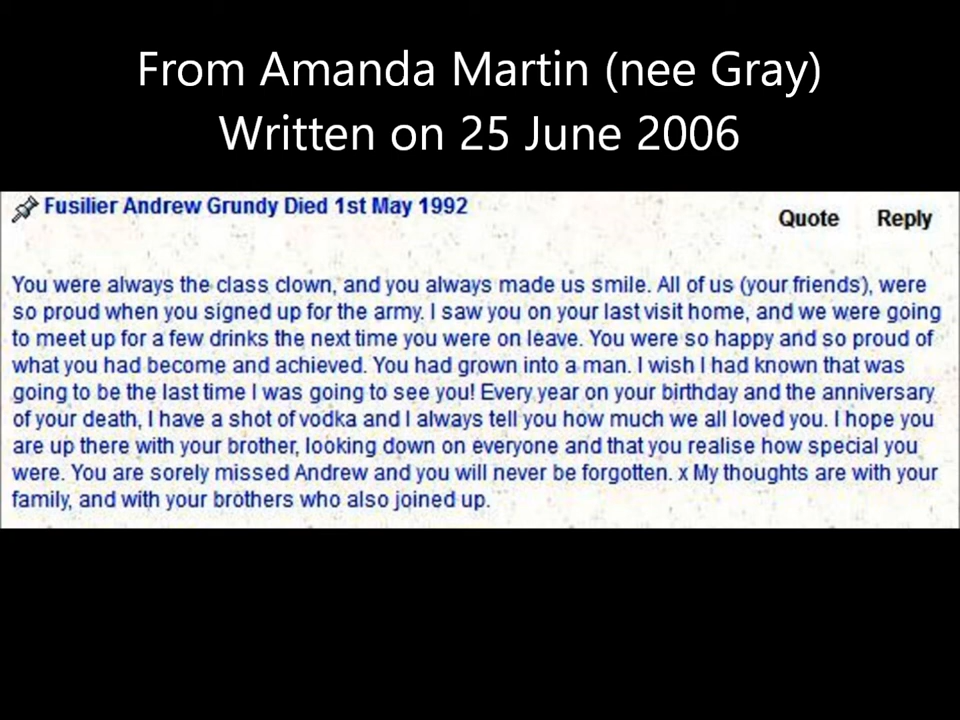 From Amanda Martin (nee Gray)
Written on 25 June 2006
Fusilier Andrew Grundy Died 1st May 1992
Quote Reply
You were always the class clown, and you always made us smile. All of us (your friends), were
so proud when you signed up for the army. I saw you on your last visit home, and we were going
to meet up for a few drinks the next time you were on leave. You were so happy and so proud of
what you had become and achieved. You had grown into a man. I wish I had known that was
going to be the last time I was going to see you! Every year on your birthday and the anniversary
of your death, I have a shot of vodka and I always tell you how much we all loved you. I hope you
are up there with your brother, looking down on everyone and that you realise how special you
were. You are sorely missed Andrew and you will never be forgotten. x My thoughts are with your
family, and with your brothers who also joined up.